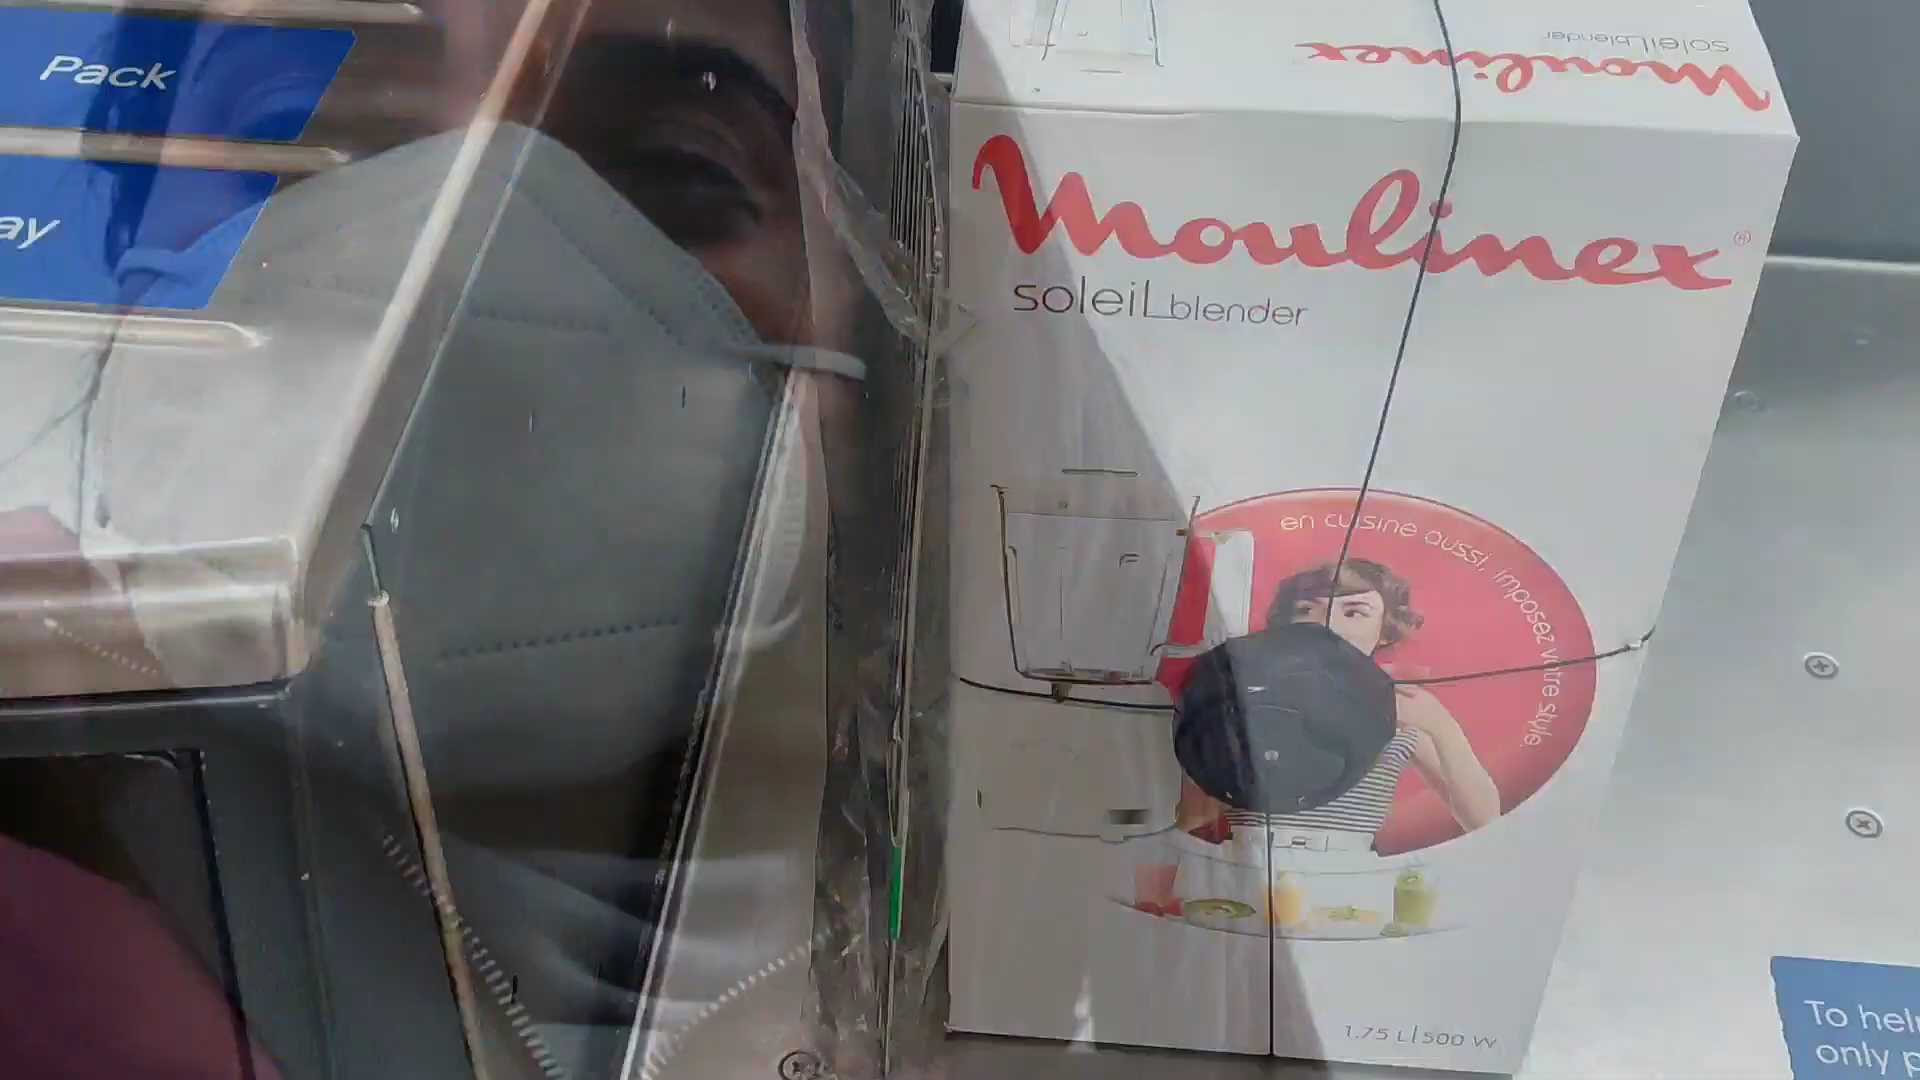 Pack
ay
soleil blender
Moulinex
Moulinex®
soleil blender
en cuisine aussi, imposez votre style.
1.75 L | 500 W
To hel
only p